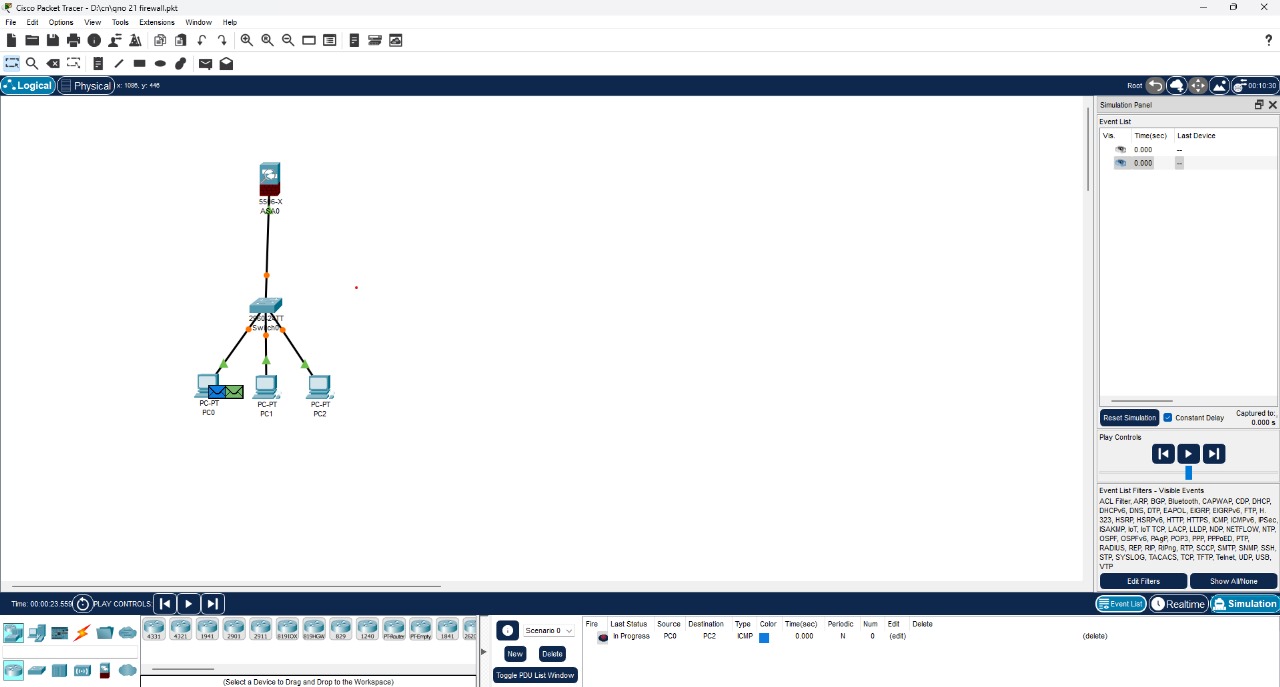 Cisco Packet Tracer - D:\cn\qno 21 firewall.pkt
File Edit Options View Tools Extensions Window Help
Logical Physical x: 1086, y: 446
Root 00:10:30
Simulation Panel
Event List
Vis. Time(sec) Last Device
0.000 --
0.000 --
5506-X
ASA0
2960-24TT
Switch0
PC-PT
PC0
PC-PT
PC1
PC-PT
PC2
Reset Simulation Constant Delay Captured to:
0.000 s
Play Controls
Event List Filters - Visible Events
ACL Filter, ARP, BGP, Bluetooth, CAPWAP, CDP, DHCP,
DHCPv6, DNS, DTP, EAPOL, EIGRP, EIGRPv6, FTP, H.
323, HSRP, HSRPv6, HTTP, HTTPS, ICMP, ICMPv6, IPSec,
ISAKMP, IoT, IoT TCP, LACP, LLDP, NDP, NETFLOW, NTP,
OSPF, OSPFv6, PAgP, POP3, PPP, PPPoED, PTP,
RADIUS, REP, RIP, RIPng, RTP, SCCP, SMTP, SNMP, SSH,
STP, SYSLOG, TACACS, TCP, TFTP, Telnet, UDP, USB,
VTP
Edit Filters Show All/None
Time: 00:00:23.559 PLAY CONTROLS: Event List Realtime Simulation
4331 4321 1941 2901 2911 819IOX 819HGW 829 1240 PTRouter PTEmpty 1841
(Select a Device to Drag and Drop to the Workspace)
Scenario 0
New Delete
Toggle PDU List Window
Fire Last Status Source Destination Type Color Time(sec) Periodic Num Edit Delete
In Progress PC0 PC2 ICMP 0.000 N 0 (edit) (delete)